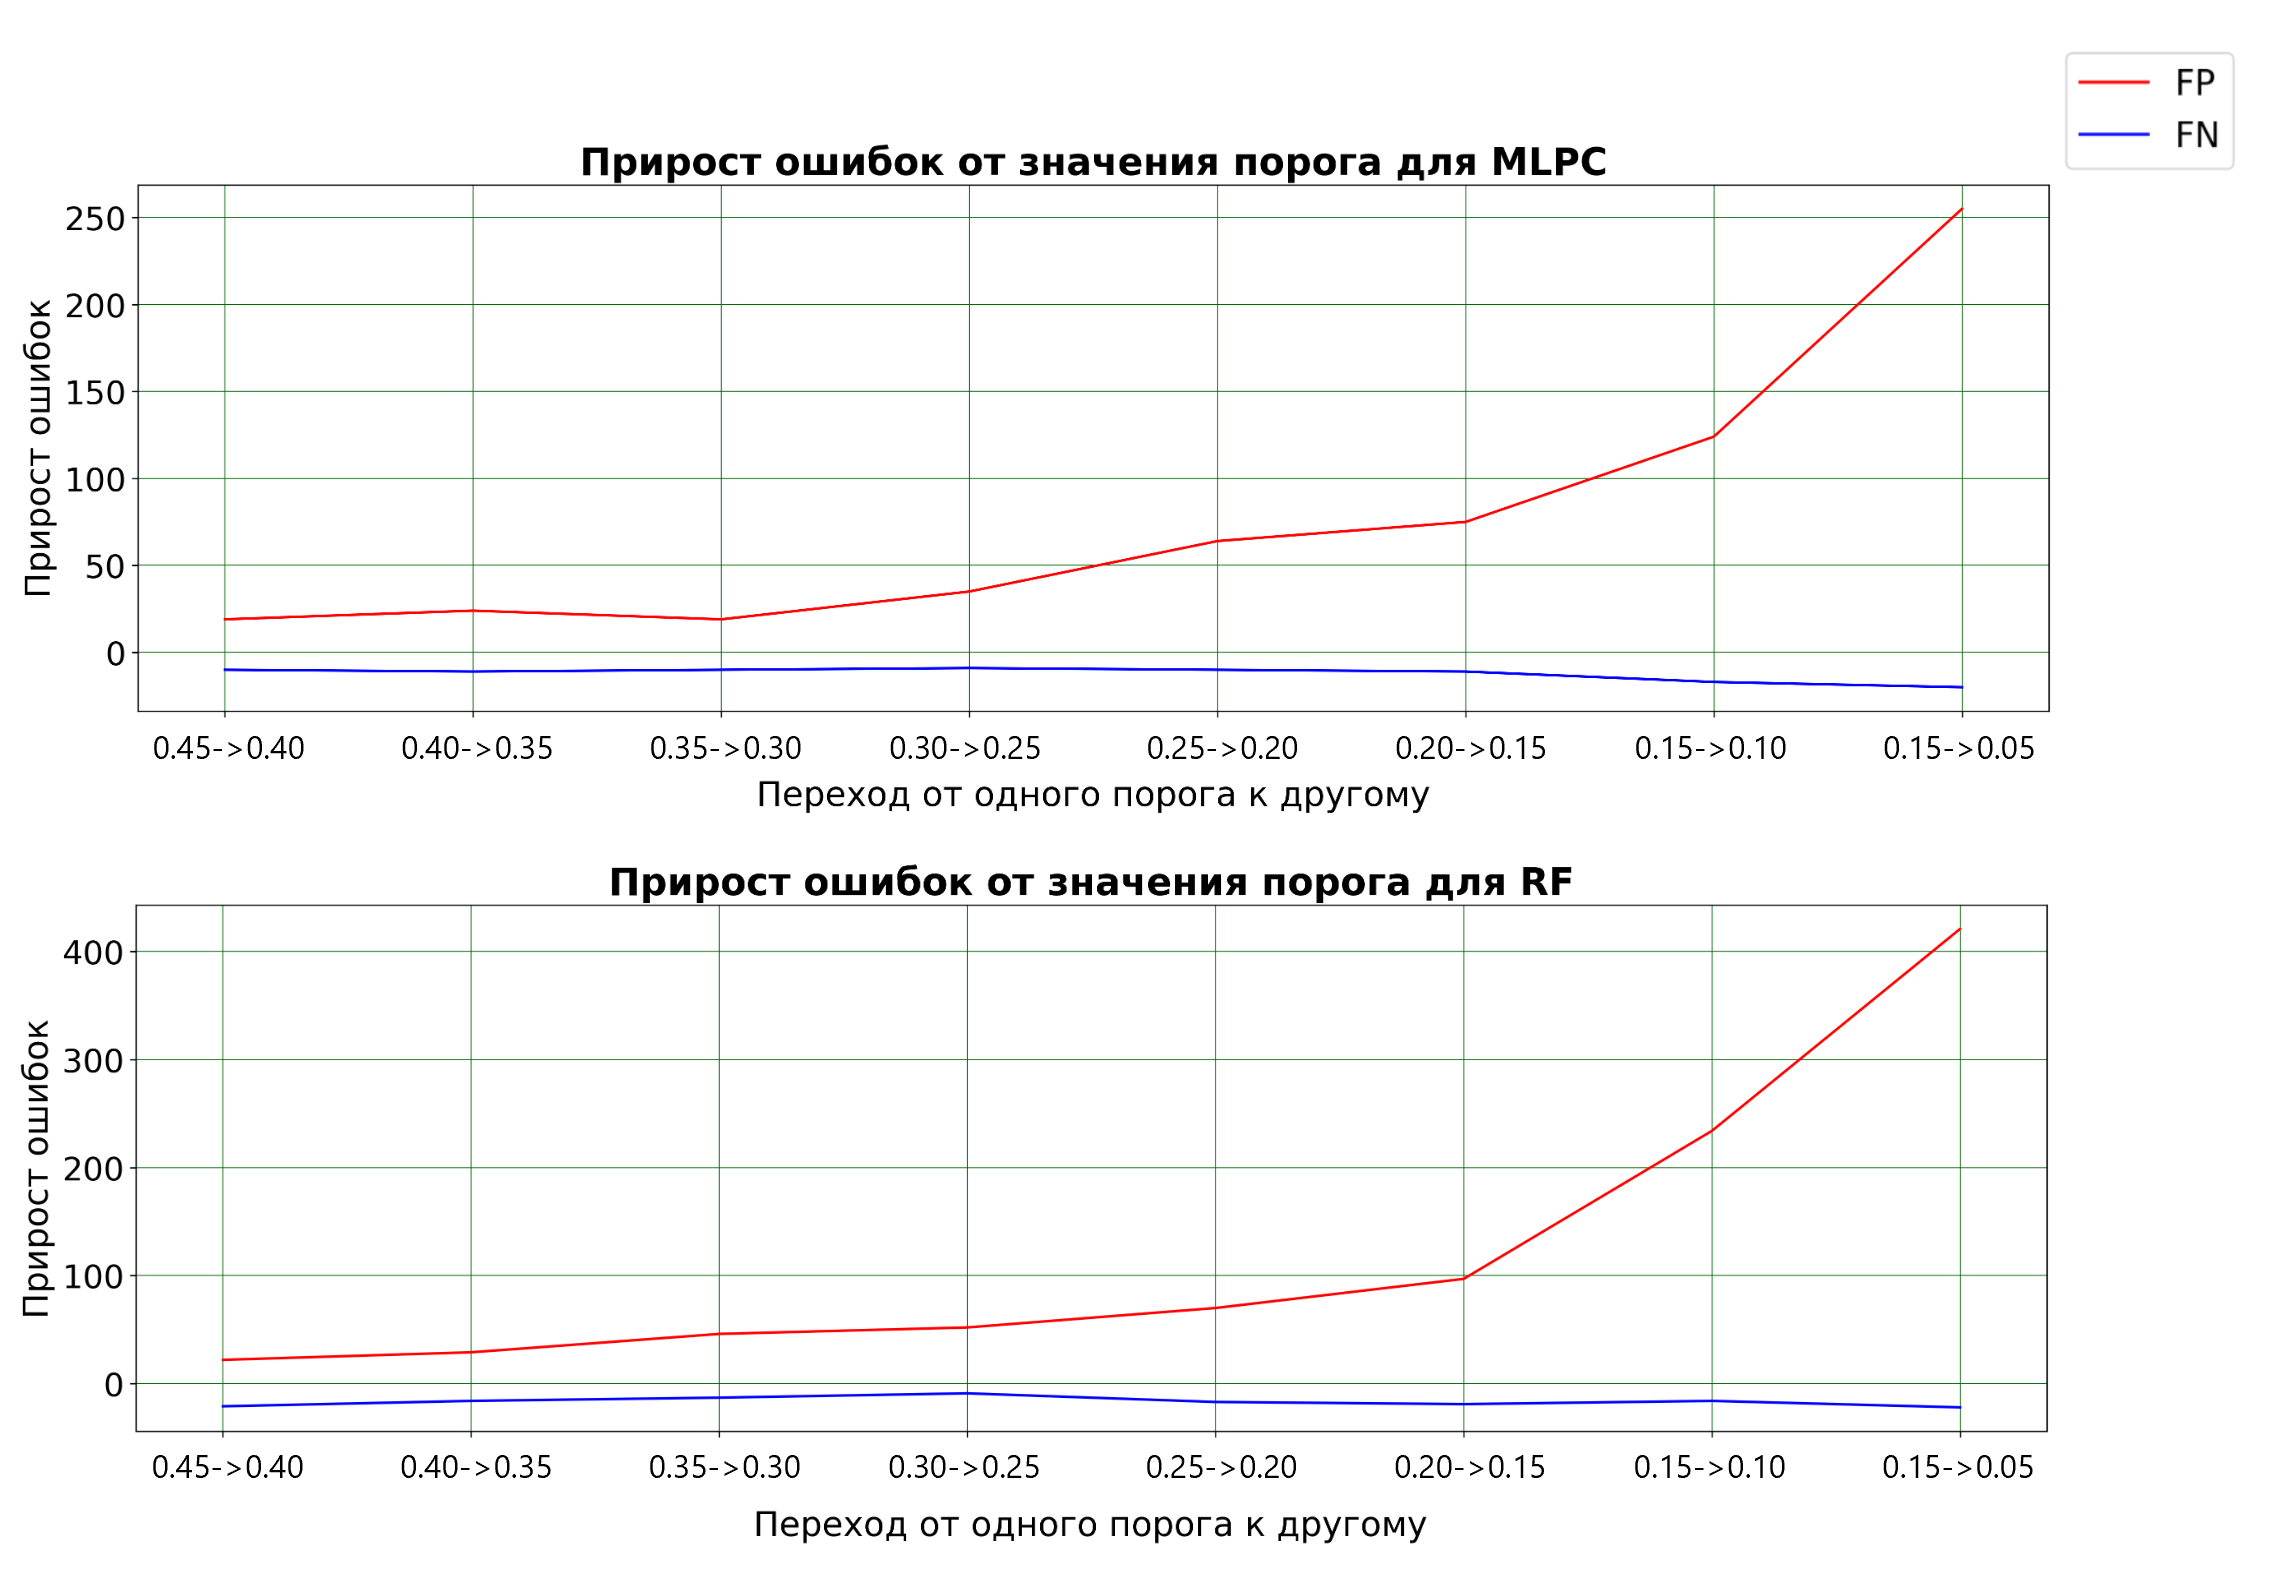 FP
FN
Прирост ошибок от значения порога для MLPC
Прирост ошибок
250
200
150
100
50
0
0.45->0.40 0.40->0.35 0.35->0.30 0.30->0.25 0.25->0.20 0.20->0.15 0.15->0.10 0.15->0.05
Переход от одного порога к другому
Прирост ошибок от значения порога для RF
Прирост ошибок
400
300
200
100
0
0.45->0.40 0.40->0.35 0.35->0.30 0.30->0.25 0.25->0.20 0.20->0.15 0.15->0.10 0.15->0.05
Переход от одного порога к другому